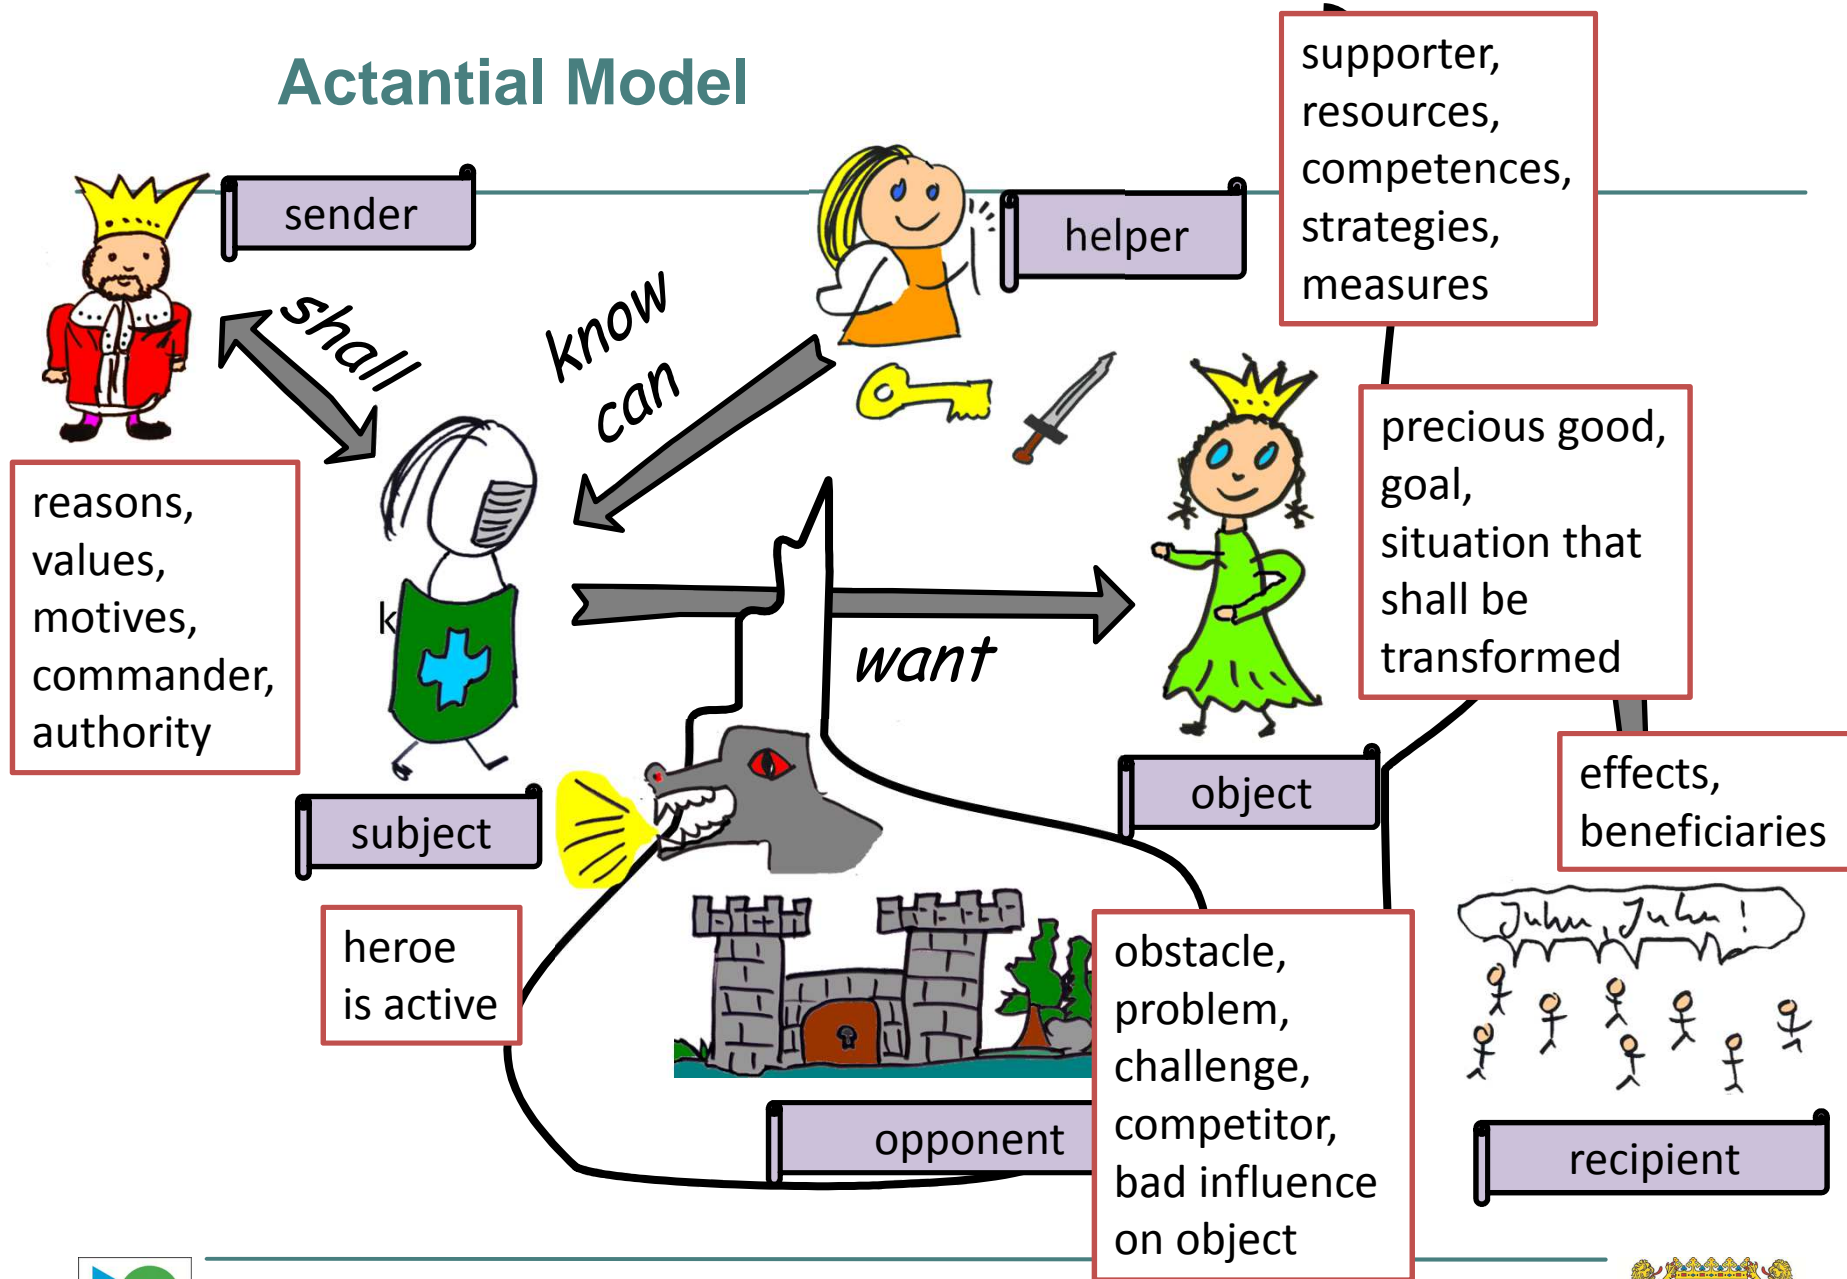 Actantial Model
supporter,
resources,
competences,
strategies,
measures
sender
helper
shall
know
can
precious good,
goal,
situation that
shall be
transformed
reasons,
values,
motives,
commander,
authority
k
want
object
effects,
beneficiaries
subject
heroe
is active
Juhu, Juhu!
obstacle,
problem,
challenge,
competitor,
bad influence
on object
opponent
recipient